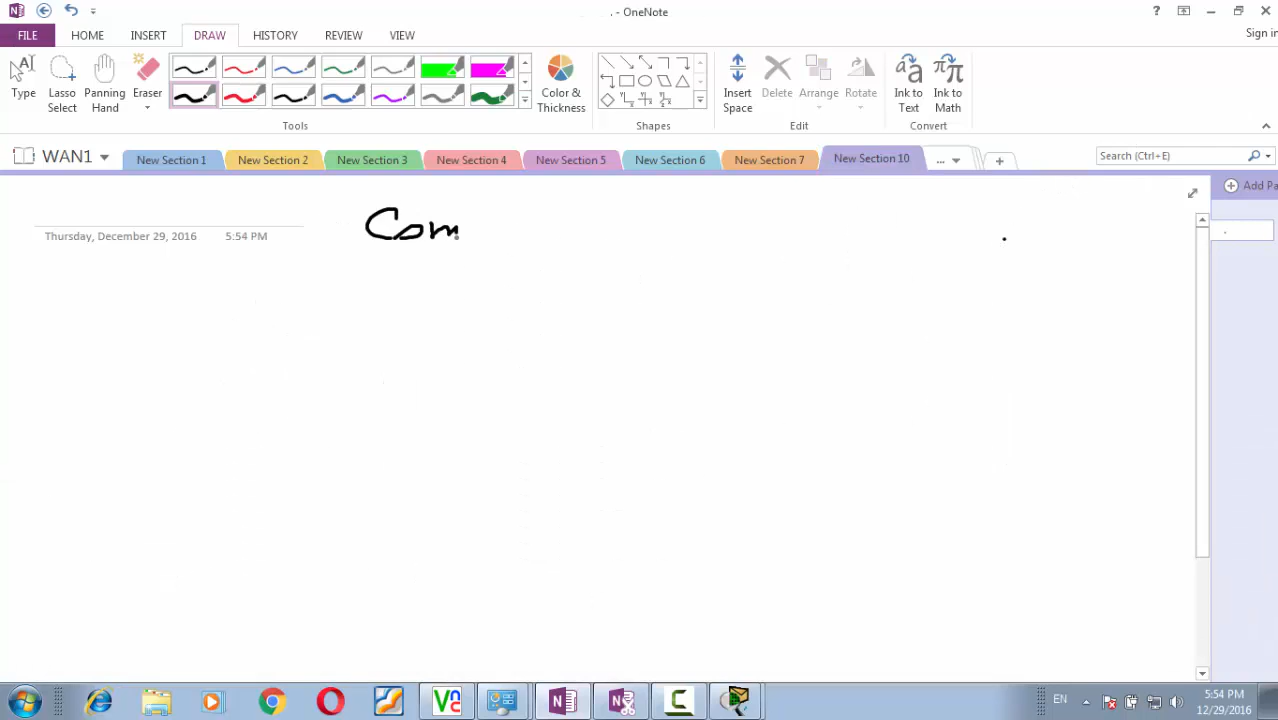 - OneNote
?
FILE HOME INSERT DRAW HISTORY REVIEW VIEW
Sign in
Type
Lasso Select
Panning Hand
Eraser
Color & Thickness
Insert Space
Delete
Arrange
Rotate
Ink to Text
Ink to Math
Tools Shapes Edit Convert
WAN1 New Section 1 New Section 2 New Section 3 New Section 4 New Section 5 New Section 6 New Section 7 New Section 10 ... + Search (Ctrl+E)
Add Pa
Com
Thursday, December 29, 2016 5:54 PM
EN 5:54 PM
12/29/2016